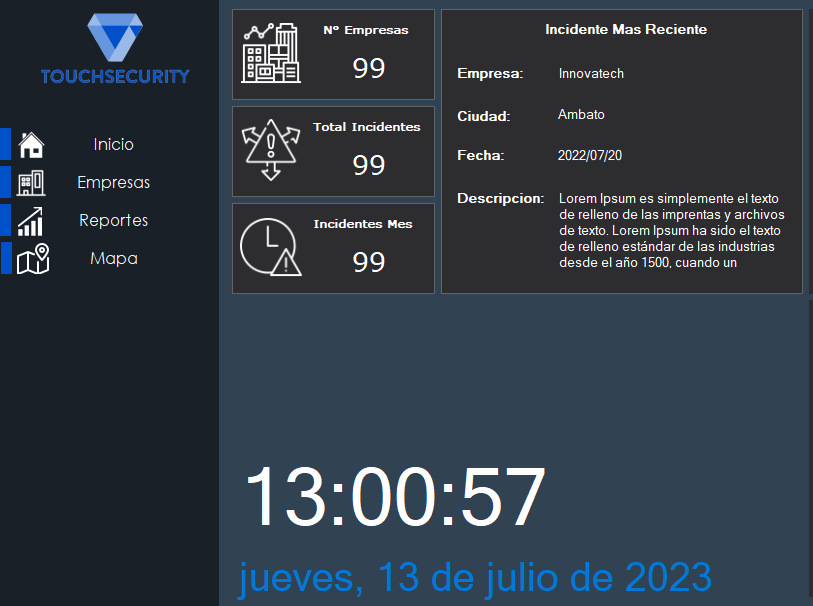 TOUCHSECURITY
Inicio
Empresas
Reportes
Mapa
Nº Empresas
99
Total Incidentes
99
Incidentes Mes
99
Incidente Mas Reciente
Empresa: Innovatech
Ciudad: Ambato
Fecha: 2022/07/20
Descripcion: Lorem Ipsum es simplemente el texto
de relleno de las imprentas y archivos
de texto. Lorem Ipsum ha sido el texto
de relleno estándar de las industrias
desde el año 1500, cuando un
13:00:57
jueves, 13 de julio de 2023